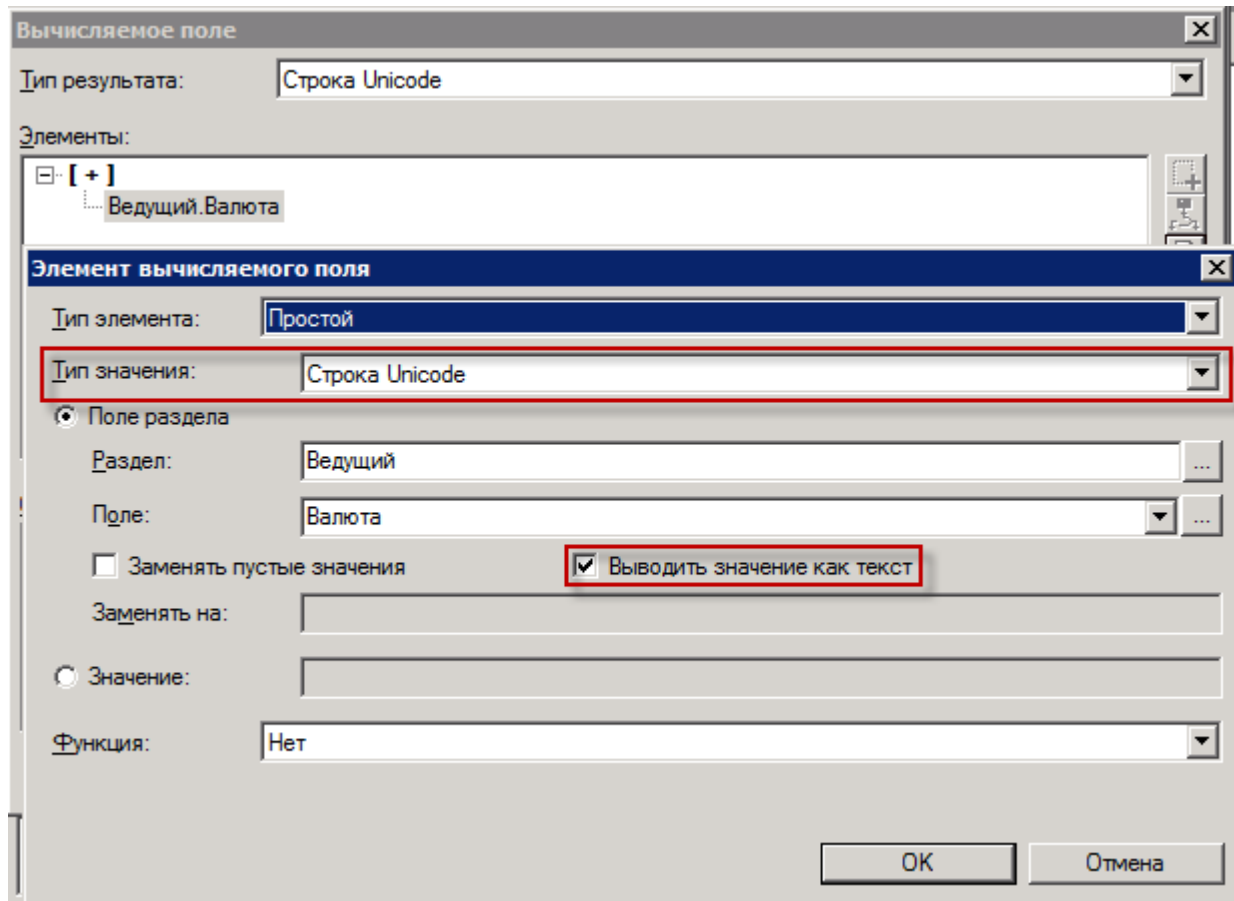 Вычисляемое поле
Тип результата: Строка Unicode
Элементы:
[ + ]
Ведущий.Валюта
Элемент вычисляемого поля
Тип элемента: Простой
Тип значения: Строка Unicode
Поле раздела
Раздел: Ведущий ...
Поле: Валюта ...
Заменять пустые значения Выводить значение как текст
Заменять на:
Значение:
Функция: Нет
OK Отмена